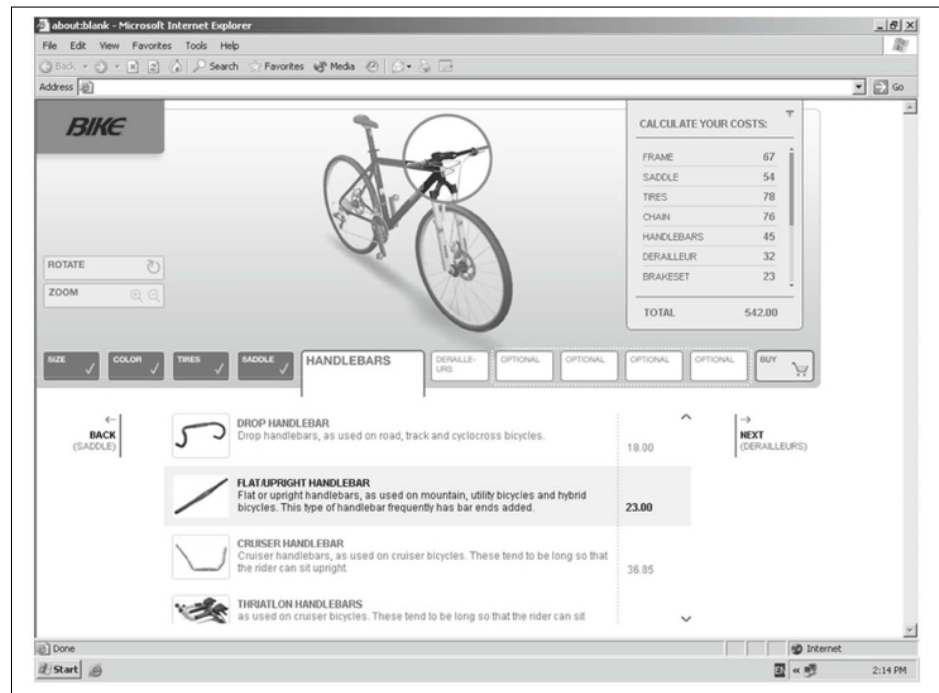 about:blank - Microsoft Internet Explorer
File Edit View Favorites Tools Help
Back Search Favorites Media
Address Go
BIKE
CALCULATE YOUR COSTS:
FRAME 67
SADDLE 54
TIRES 78
CHAIN 76
HANDLEBARS 45
DERAILLEUR 32
BRAKESET 23
TOTAL 542.00
ROTATE
ZOOM
SIZE COLOR TIRES SADDLE HANDLEBARS DERAILLE-
URS OPTIONAL OPTIONAL OPTIONAL OPTIONAL BUY
BACK
(SADDLE)
NEXT
(DERAILLEURS)
DROP HANDLEBAR
Drop handlebars, as used on road, track and cyclocross bicycles.
18.00
FLAT/UPRIGHT HANDLEBAR
Flat or upright handlebars, as used on mountain, utility bicycles and hybrid
bicycles. This type of handlebar frequently has bar ends added. 23.00
CRUISER HANDLEBAR
Cruiser handlebars, as used on cruiser bicycles. These tend to be long so that
the rider can sit upright. 36.85
THRIATLON HANDLEBARS
as used on cruiser bicycles. These tend to be long so that the rider can sit
Done Internet
Start EN « 2:14 PM